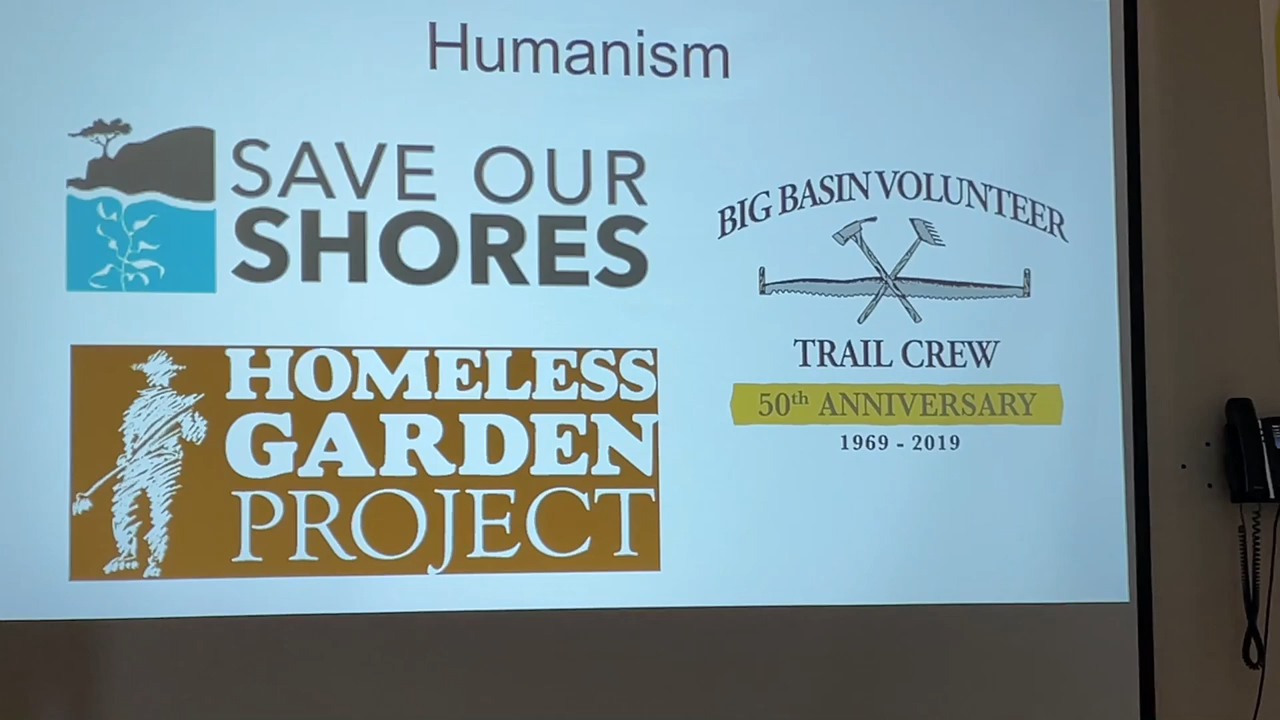 Humanism
SAVE OUR
SHORES
HOMELESS
GARDEN
PROJECT
BIG BASIN VOLUNTEER
TRAIL CREW
50th ANNIVERSARY
1969 - 2019